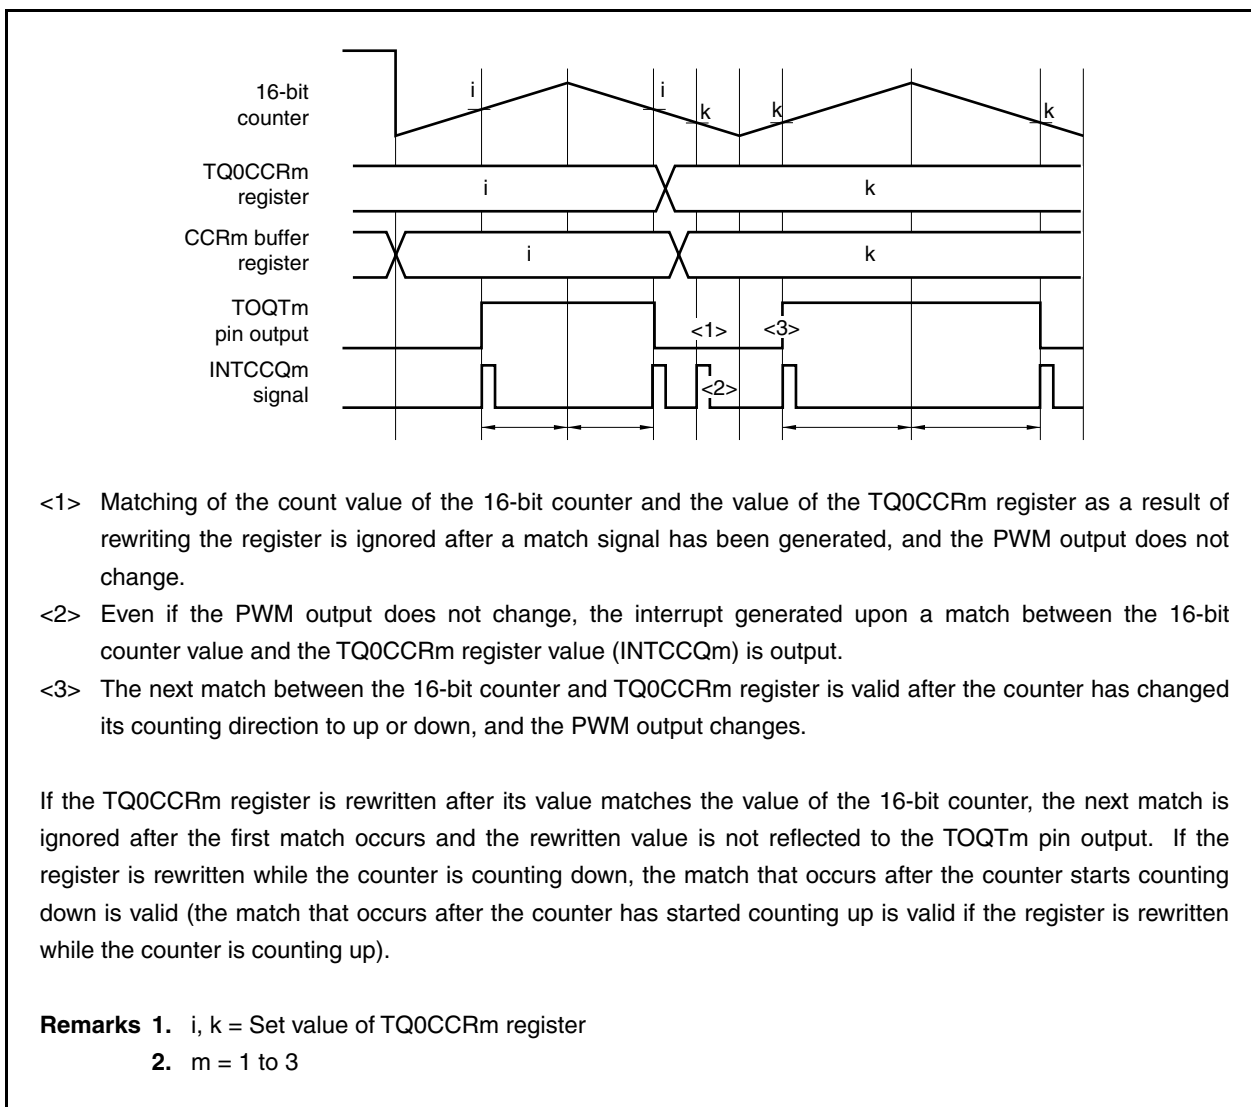 i
i
k
k
k
16-bit
counter
TQ0CCRm
register
i
k
CCRm buffer
register
i
k
TOQTm
pin output
<1>
<3>
INTCCQm
signal
<2>
<1> Matching of the count value of the 16-bit counter and the value of the TQ0CCRm register as a result of
rewriting the register is ignored after a match signal has been generated, and the PWM output does not
change.
<2> Even if the PWM output does not change, the interrupt generated upon a match between the 16-bit
counter value and the TQ0CCRm register value (INTCCQm) is output.
<3> The next match between the 16-bit counter and TQ0CCRm register is valid after the counter has changed
its counting direction to up or down, and the PWM output changes.
If the TQ0CCRm register is rewritten after its value matches the value of the 16-bit counter, the next match is
ignored after the first match occurs and the rewritten value is not reflected to the TOQTm pin output. If the
register is rewritten while the counter is counting down, the match that occurs after the counter starts counting
down is valid (the match that occurs after the counter has started counting up is valid if the register is rewritten
while the counter is counting up).
Remarks 1. i, k = Set value of TQ0CCRm register
2. m = 1 to 3